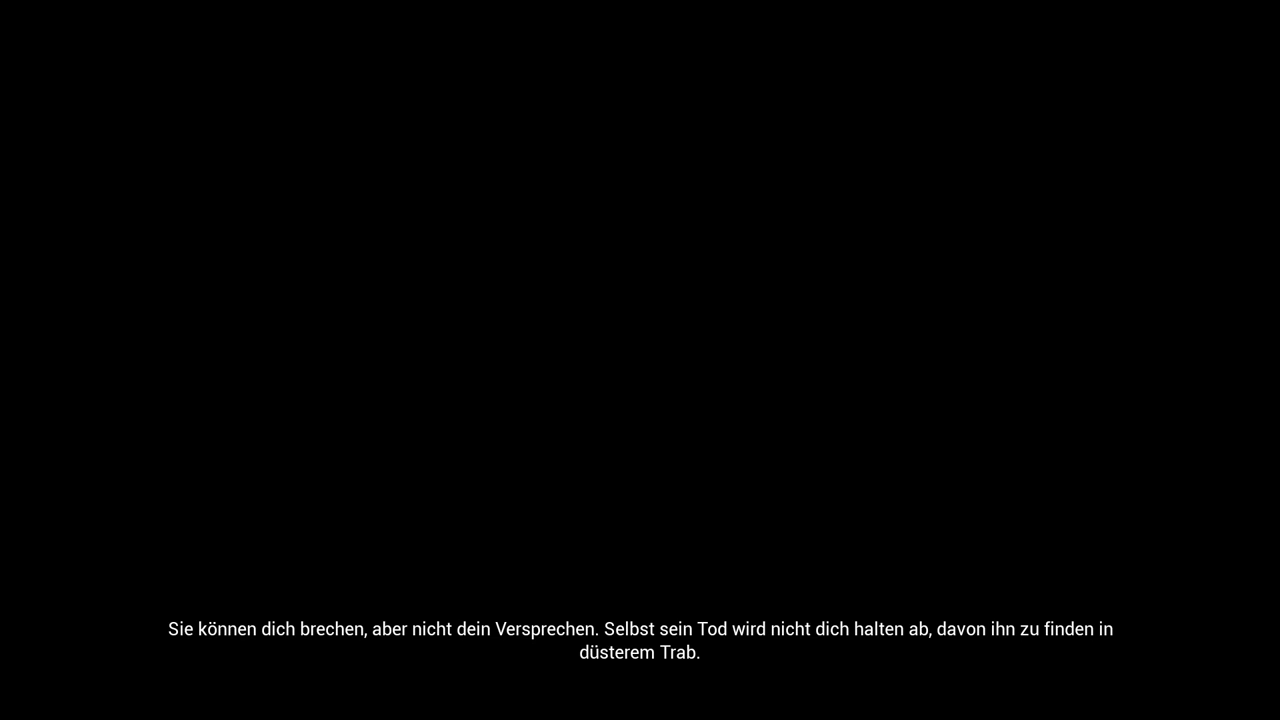 Sie können dich brechen, aber nicht dein Versprechen. Selbst sein Tod wird nicht dich halten ab, davon ihn zu finden in
düsterem Trab.